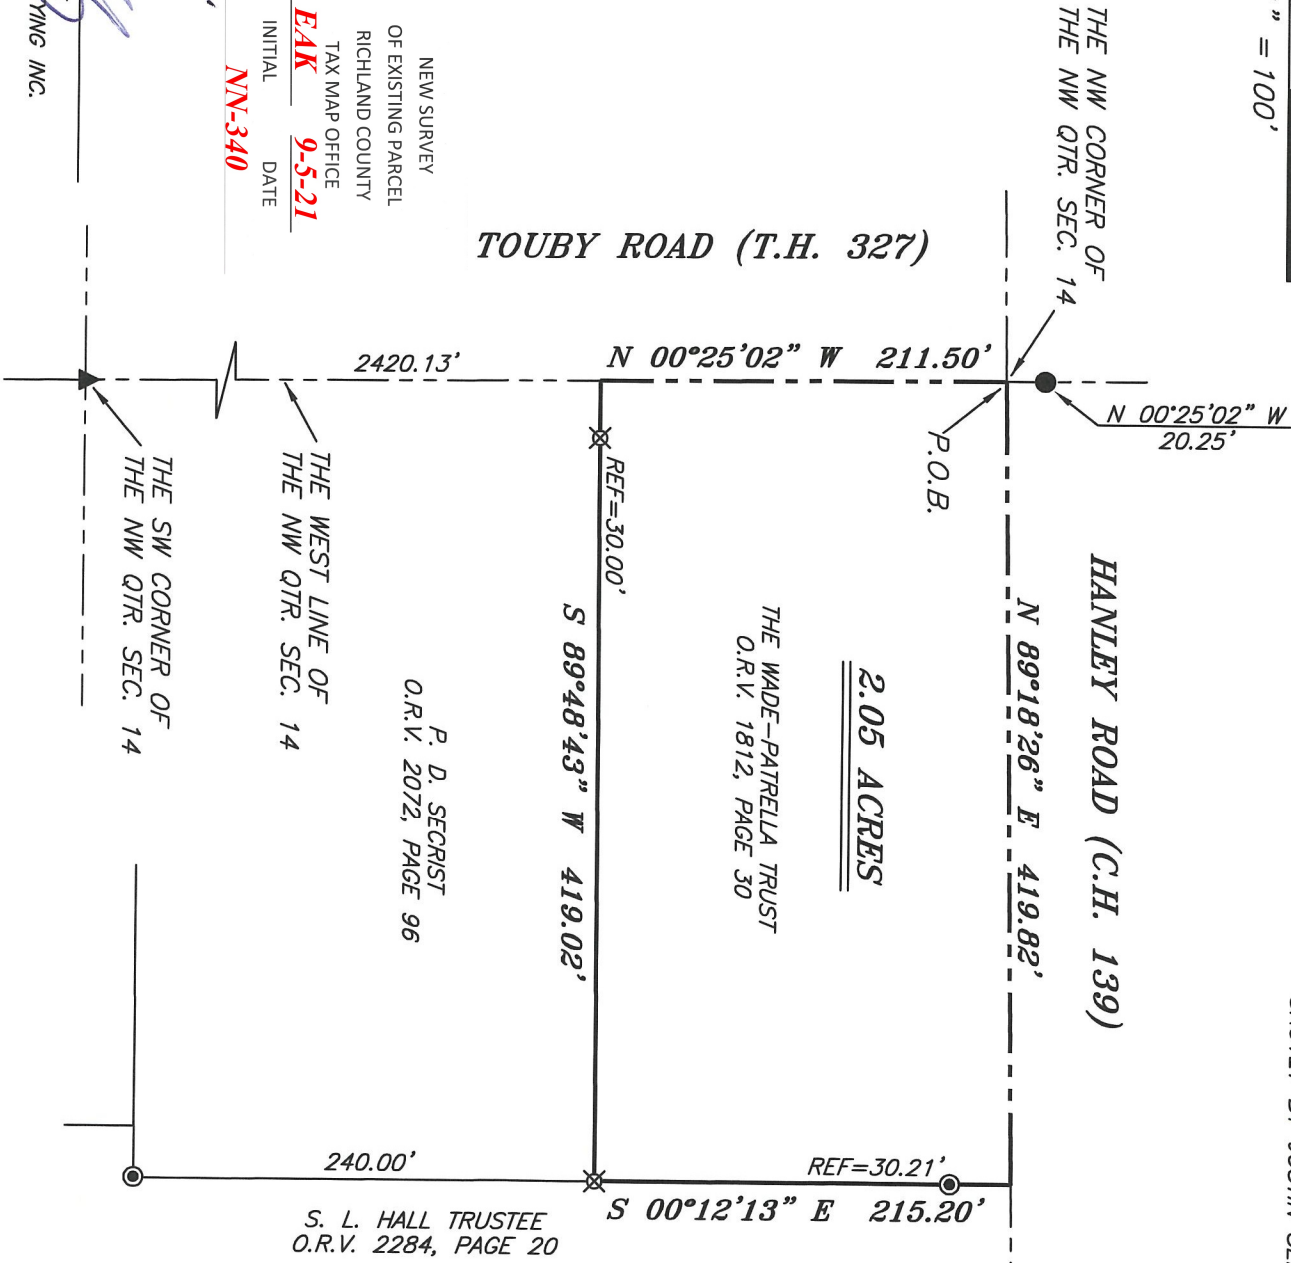 " = 100'
THE NW CORNER OF
THE NW QTR. SEC. 14
YING INC.
NEW SURVEY
OF EXISTING PARCEL
RICHLAND COUNTY
TAX MAP OFFICE
EAK 9-5-21
INITIAL DATE
NN-340
TOUBY ROAD (T.H. 327)
2420.13'
N 00°25'02" W 211.50'
N 00°25'02" W
20.25'
P.O.B.
HANLEY ROAD (C.H. 139)
N 89°18'26" E 419.82'
REF=30.00'
2.05 ACRES
THE WADE-PATRELLA TRUST
O.R.V. 1812, PAGE 30
S 89°48'43" W 419.02'
P. D. SECRIST
O.R.V. 2072, PAGE 96
THE WEST LINE OF
THE NW QTR. SEC. 14
THE SW CORNER OF
THE NW QTR. SEC. 14
240.00'
REF=30.21'
S 00°12'13" E 215.20'
S. L. HALL TRUSTEE
O.R.V. 2284, PAGE 20